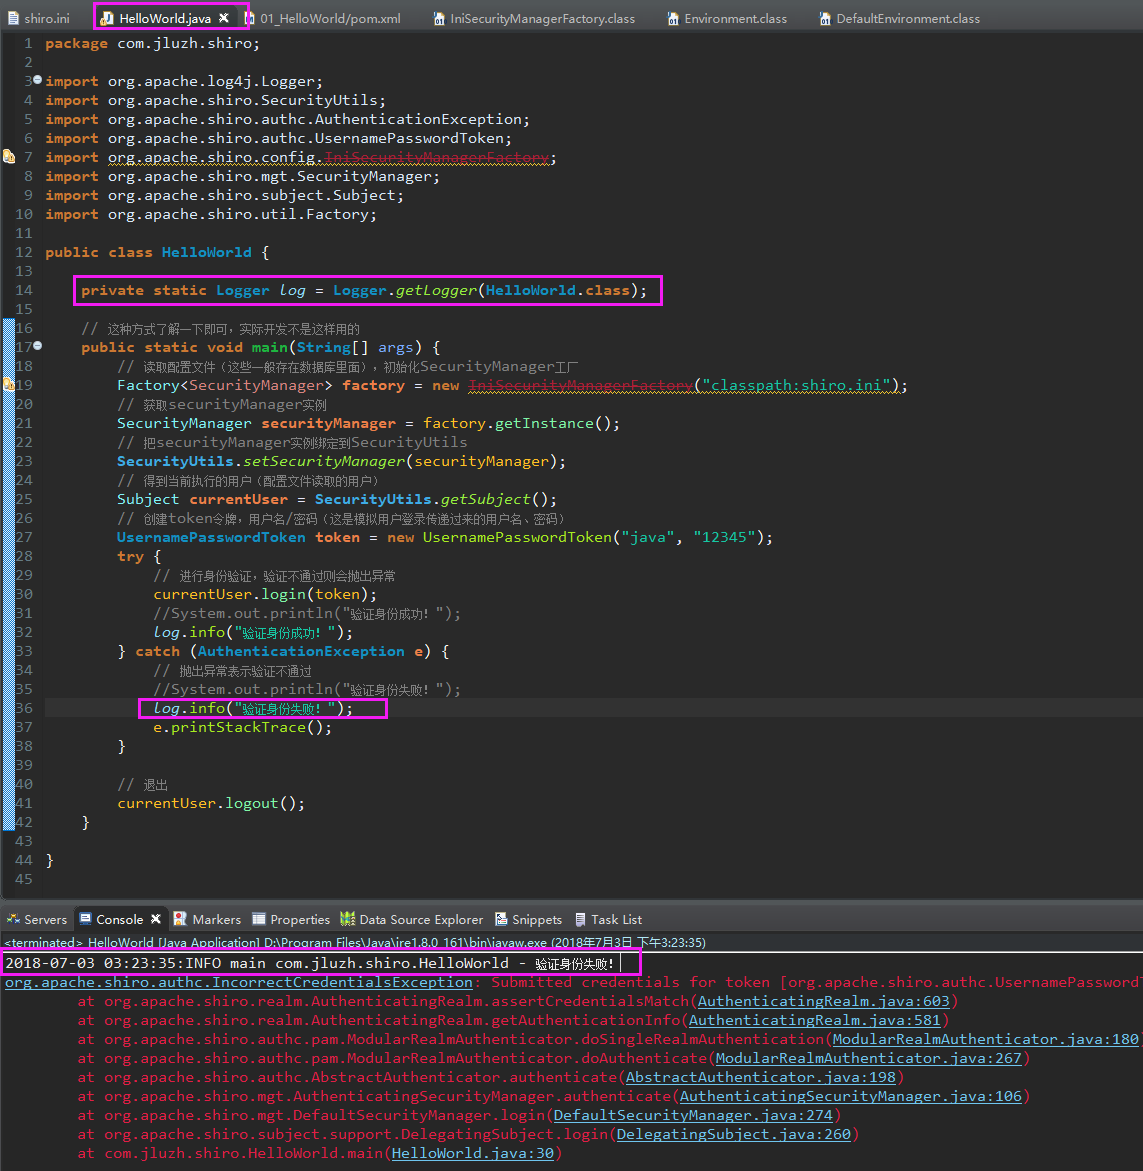 shiro.ini HelloWorld.java 01_HelloWorld/pom.xml IniSecurityManagerFactory.class Environment.class DefaultEnvironment.class
1 package com.jluzh.shiro;
2
3 import org.apache.log4j.Logger;
4 import org.apache.shiro.SecurityUtils;
5 import org.apache.shiro.authc.AuthenticationException;
6 import org.apache.shiro.authc.UsernamePasswordToken;
7 import org.apache.shiro.config.IniSecurityManagerFactory;
8 import org.apache.shiro.mgt.SecurityManager;
9 import org.apache.shiro.subject.Subject;
10 import org.apache.shiro.util.Factory;
11
12 public class HelloWorld {
13
14 private static Logger log = Logger.getLogger(HelloWorld.class);
15
16 // 这种方式了解一下即可，实际开发不是这样用的
17 public static void main(String[] args) {
18 // 读取配置文件（这些一般存在数据库里面），初始化SecurityManager工厂
19 Factory<SecurityManager> factory = new IniSecurityManagerFactory("classpath:shiro.ini");
20 // 获取securityManager实例
21 SecurityManager securityManager = factory.getInstance();
22 // 把securityManager实例绑定到SecurityUtils
23 SecurityUtils.setSecurityManager(securityManager);
24 // 得到当前执行的用户（配置文件读取的用户）
25 Subject currentUser = SecurityUtils.getSubject();
26 // 创建token令牌，用户名/密码（这是模拟用户登录传递过来的用户名、密码）
27 UsernamePasswordToken token = new UsernamePasswordToken("java", "12345");
28 try {
29 // 进行身份验证，验证不通过则会抛出异常
30 currentUser.login(token);
31 //System.out.println("验证身份成功！");
32 log.info("验证身份成功！");
33 } catch (AuthenticationException e) {
34 // 抛出异常表示验证不通过
35 //System.out.println("验证身份失败！");
36 log.info("验证身份失败！");
37 e.printStackTrace();
38 }
39
40 // 退出
41 currentUser.logout();
42 }
43
44 }
45
Servers Console Markers Properties Data Source Explorer Snippets Task List
<terminated> HelloWorld [Java Application] D:\Program Files\Java\jre1.8.0_161\bin\javaw.exe (2018年7月3日 下午3:23:35)
2018-07-03 03:23:35:INFO main com.jluzh.shiro.HelloWorld - 验证身份失败！
org.apache.shiro.authc.IncorrectCredentialsException: Submitted credentials for token [org.apache.shiro.authc.UsernamePasswordT
at org.apache.shiro.realm.AuthenticatingRealm.assertCredentialsMatch(AuthenticatingRealm.java:603)
at org.apache.shiro.realm.AuthenticatingRealm.getAuthenticationInfo(AuthenticatingRealm.java:581)
at org.apache.shiro.authc.pam.ModularRealmAuthenticator.doSingleRealmAuthentication(ModularRealmAuthenticator.java:180
at org.apache.shiro.authc.pam.ModularRealmAuthenticator.doAuthenticate(ModularRealmAuthenticator.java:267)
at org.apache.shiro.authc.AbstractAuthenticator.authenticate(AbstractAuthenticator.java:198)
at org.apache.shiro.mgt.AuthenticatingSecurityManager.authenticate(AuthenticatingSecurityManager.java:106)
at org.apache.shiro.mgt.DefaultSecurityManager.login(DefaultSecurityManager.java:274)
at org.apache.shiro.subject.support.DelegatingSubject.login(DelegatingSubject.java:260)
at com.jluzh.shiro.HelloWorld.main(HelloWorld.java:30)